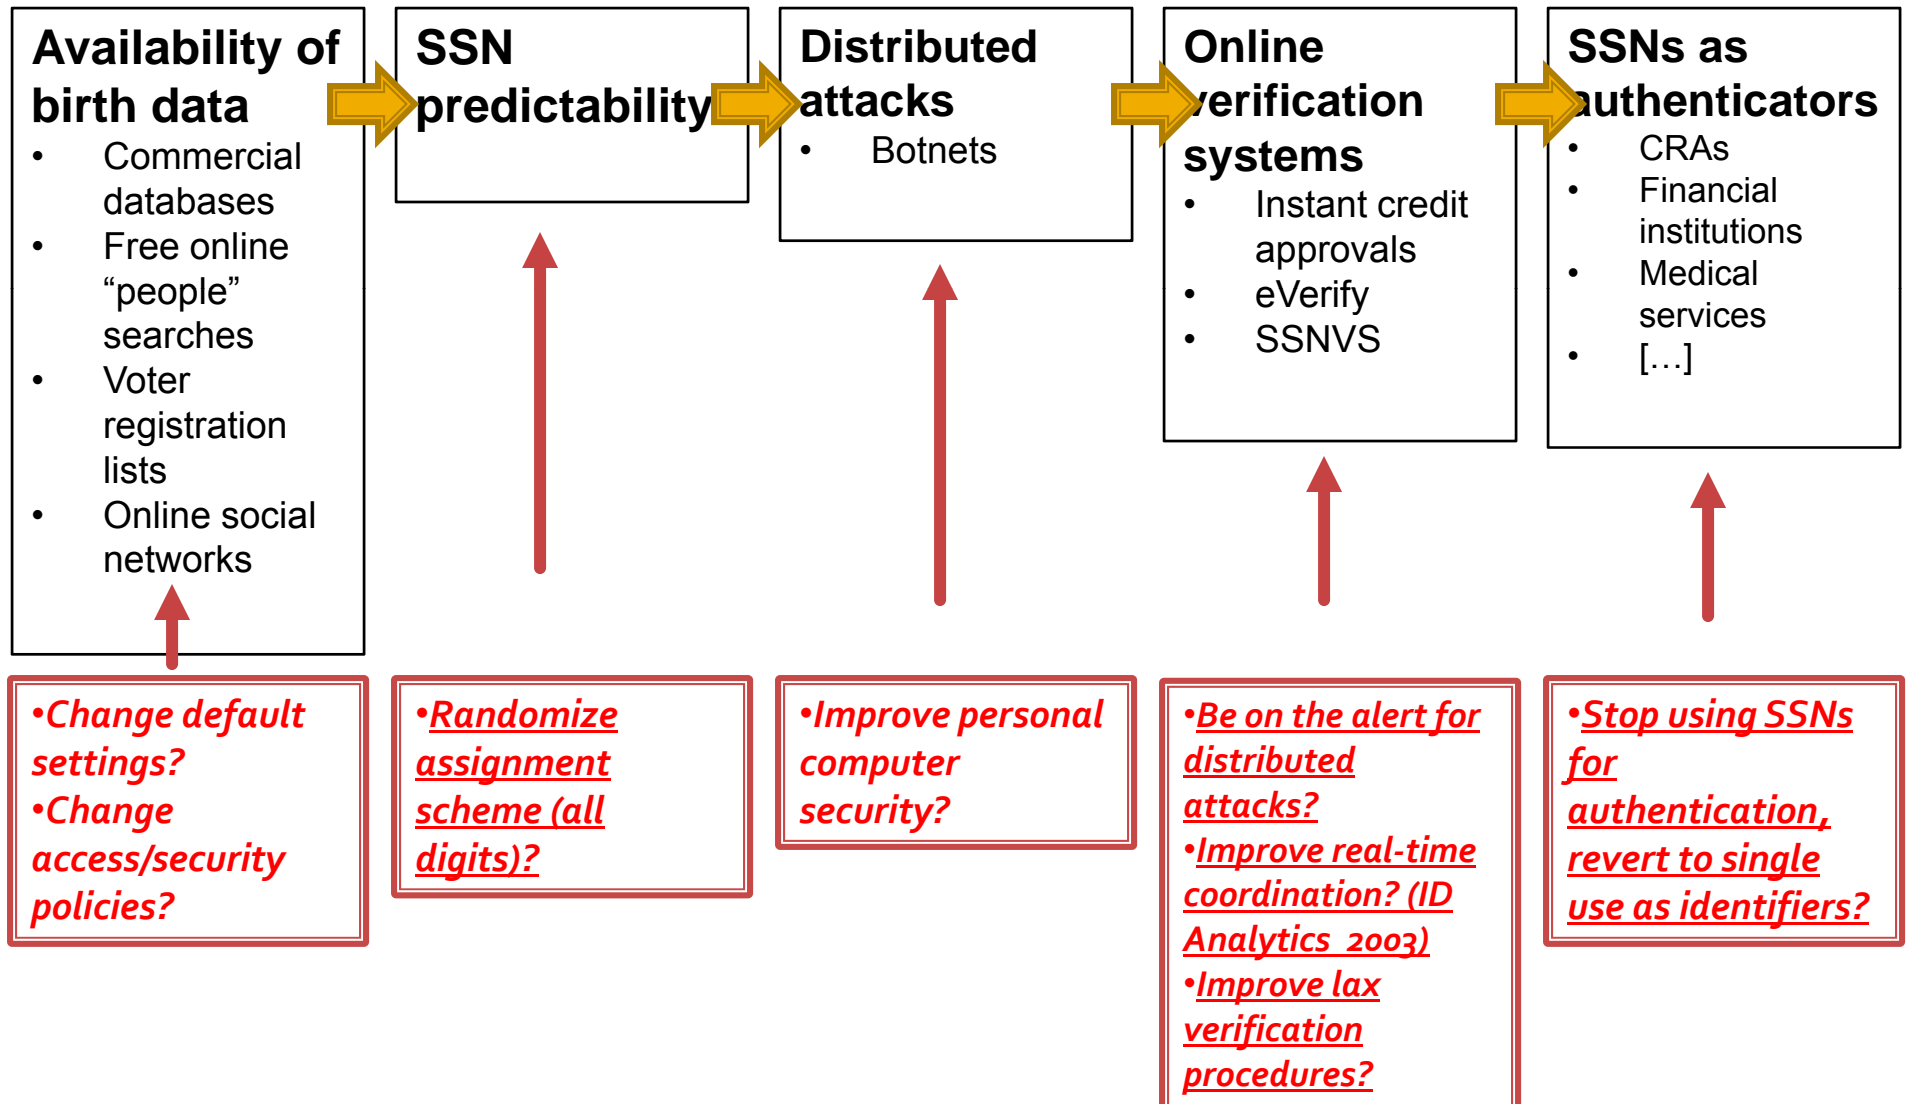 Availability of
birth data
• Commercial
databases
• Free online
“people”
searches
• Voter
registration
lists
• Online social
networks
SSN
predictability
Distributed
attacks
• Botnets
Online
verification
systems
• Instant credit
approvals
• eVerify
• SSNVS
SSNs as
authenticators
• CRAs
• Financial
institutions
• Medical
services
• […]
•Change default
settings?
•Change
access/security
policies?
•Randomize
assignment
scheme (all
digits)?
•Improve personal
computer
security?
•Be on the alert for
distributed
attacks?
•Improve real-time
coordination? (ID
Analytics 2003)
•Improve lax
verification
procedures?
•Stop using SSNs
for
authentication,
revert to single
use as identifiers?